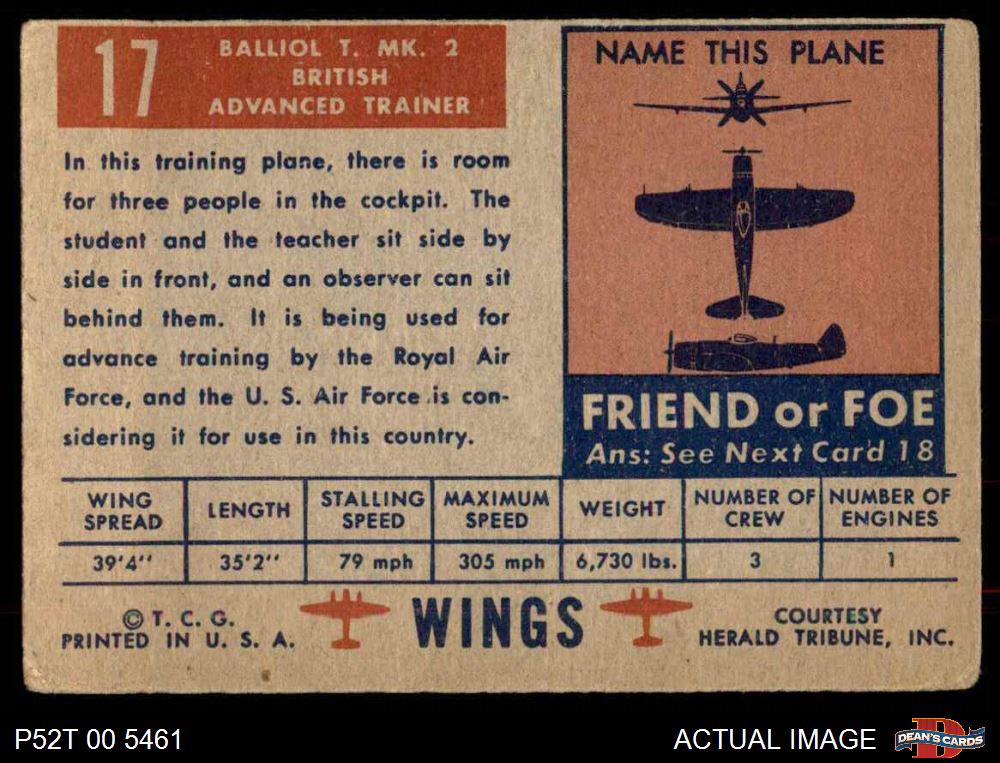 17
BALLIOL T. MK. 2
BRITISH
ADVANCED TRAINER
In this training plane, there is room
for three people in the cockpit. The
student and the teacher sit side by
side in front, and an observer can sit
behind them. It is being used for
advance training by the Royal Air
Force, and the U. S. Air Force is con-
sidering it for use in this country.
NAME THIS PLANE
FRIEND or FOE
Ans: See Next Card 18
WING SPREAD
LENGTH
STALLING SPEED
MAXIMUM SPEED
WEIGHT
NUMBER OF CREW
NUMBER OF ENGINES
39'4''
35'2''
79 mph
305 mph
6,730 lbs.
3
1
© T. C. G.
PRINTED IN U. S. A.
WINGS
COURTESY
HERALD TRIBUNE, INC.
P52T 00 5461
ACTUAL IMAGE
DEAN'S CARDS